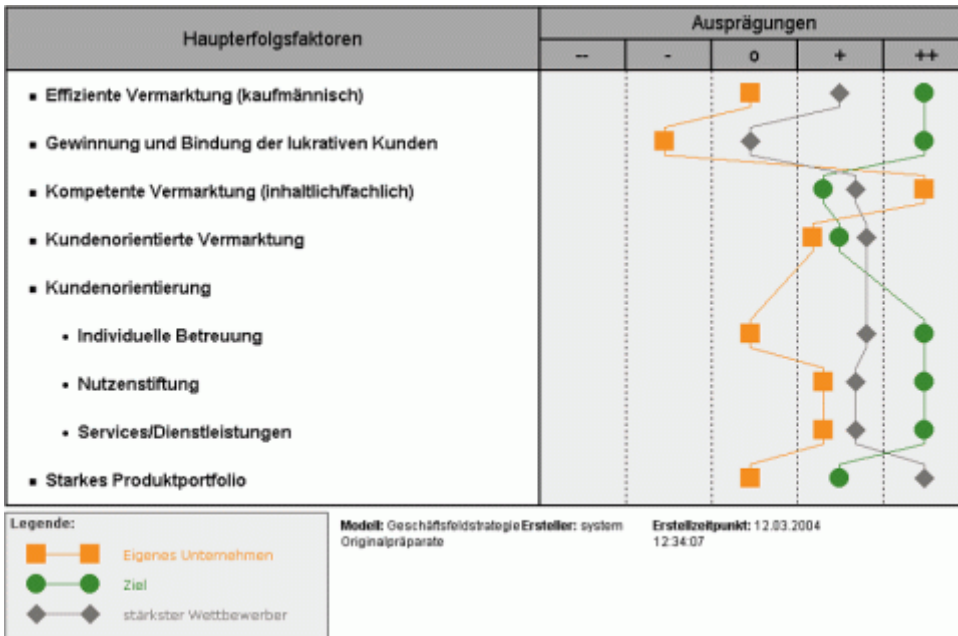 Haupterfolgsfaktoren
Ausprägungen
-- - o + ++
▪ Effiziente Vermarktung (kaufmännisch)
▪ Gewinnung und Bindung der lukrativen Kunden
▪ Kompetente Vermarktung (inhaltlich/fachlich)
▪ Kundenorientierte Vermarktung
▪ Kundenorientierung
• Individuelle Betreuung
• Nutzenstiftung
• Services/Dienstleistungen
▪ Starkes Produktportfolio
Legende:
Eigenes Unternehmen
Ziel
stärkster Wettbewerber
Modell: Geschäftsfeldstrategie
Originalpräparate
Ersteller: system
Erstellzeitpunkt: 12.03.2004
12:34:07